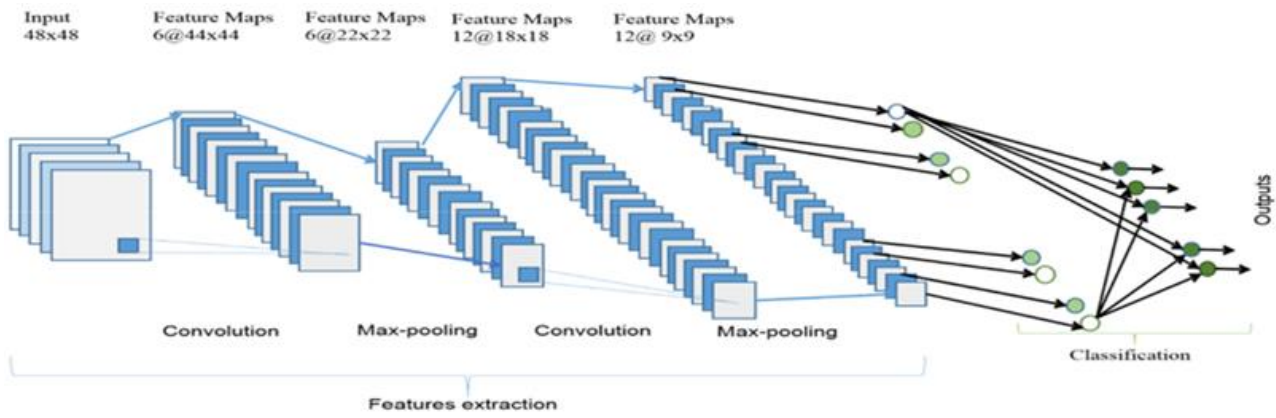 Input
48x48
Feature Maps
6@44x44
Feature Maps
6@22x22
Feature Maps
12@18x18
Feature Maps
12@ 9x9
Outputs
Convolution
Max-pooling
Convolution
Max-pooling
Classification
Features extraction